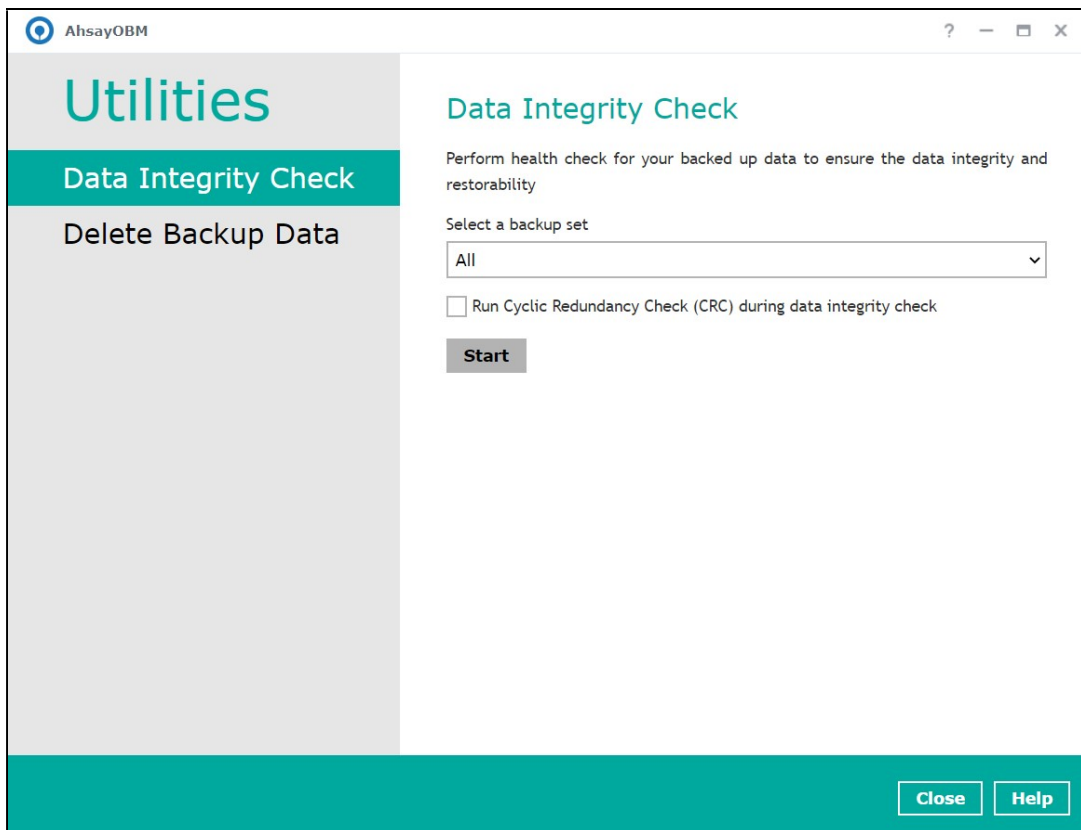 AhsayOBM
?
Utilities
Data Integrity Check
Delete Backup Data
Data Integrity Check
Perform health check for your backed up data to ensure the data integrity and
restorability
Select a backup set
All
Run Cyclic Redundancy Check (CRC) during data integrity check
Start
Close
Help